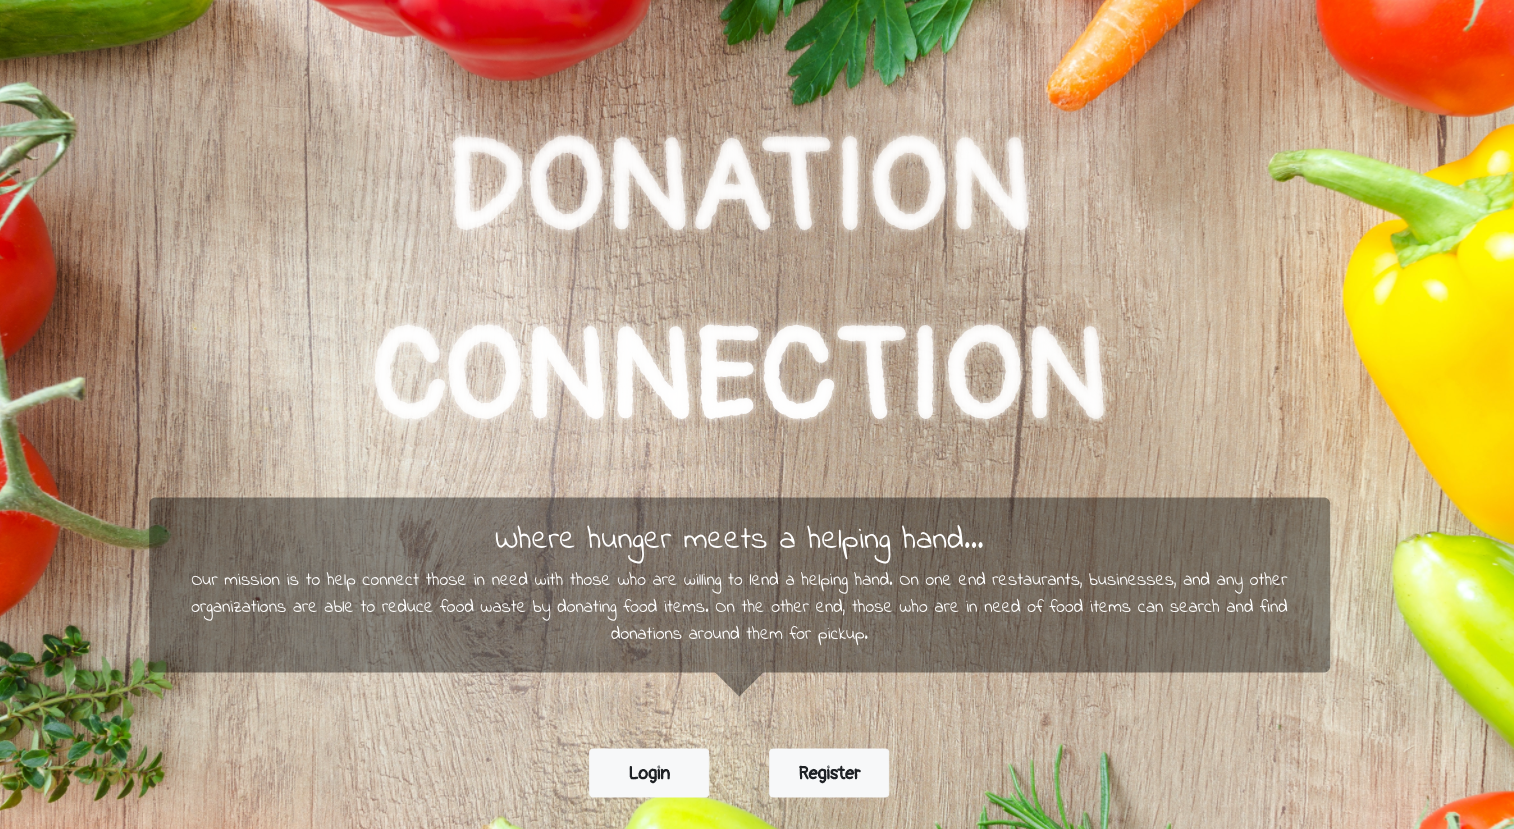 DONATION
CONNECTION
Where hunger meets a helping hand...
Our mission is to help connect those in need with those who are willing to lend a helping hand. On one end restaurants, businesses, and any other
organizations are able to reduce food waste by donating food items. On the other end, those who are in need of food items can search and find
donations around them for pickup.
Login
Register